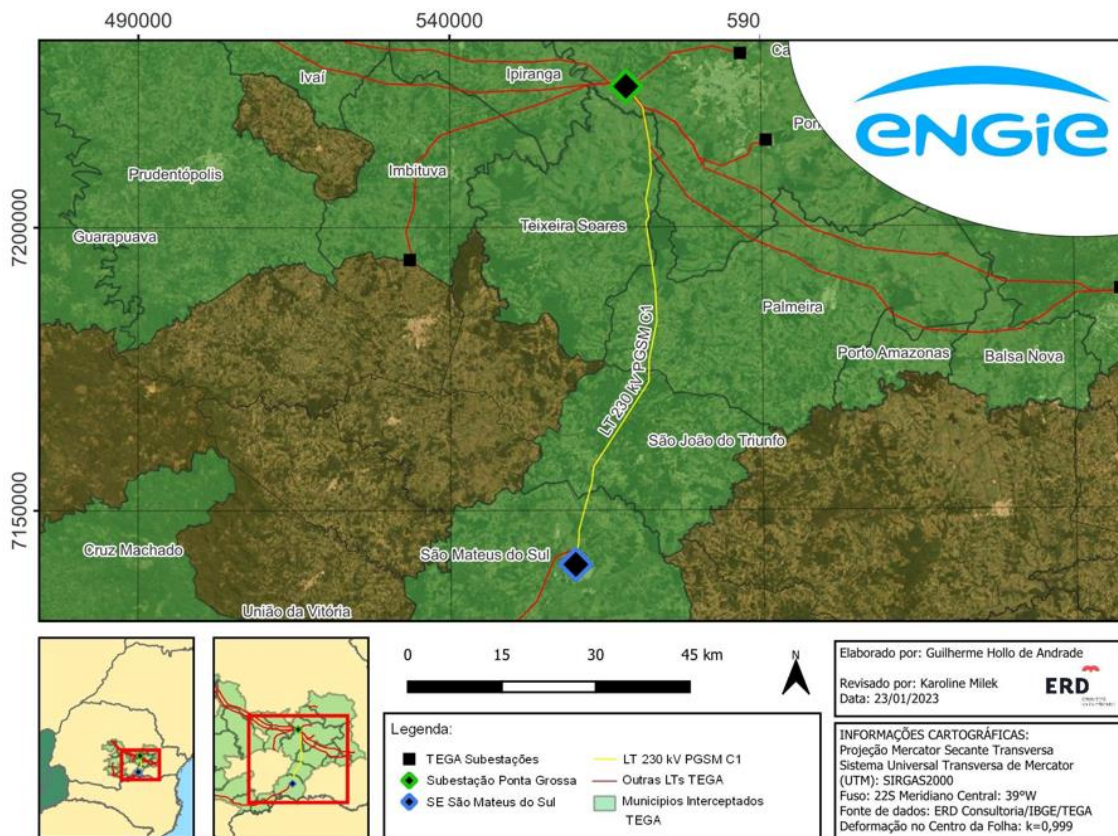 490000
540000
590
Ca
Ivaí
Ipiranga
ENGIE
Pon
Prudentópolis
Imbituva
Teixeira Soares
Guarapuava
7200000
Palmeira
LT 230 kV PGSM C1
Porto Amazonas
Balsa Nova
São João do Triunfo
7150000
Cruz Machado
São Mateus do Sul
União da Vitória
0 15 30 45 km
N
Legenda:
TEGA Subestações
LT 230 kV PGSM C1
Subestação Ponta Grossa
Outras LTs TEGA
SE São Mateus do Sul
Municípios Interceptados
TEGA
Elaborado por: Guilherme Hollo de Andrade
Revisado por: Karoline Milek
Data: 23/01/2023
ERD
INFORMAÇÕES CARTOGRÁFICAS:
Projeção Mercator Secante Transversa
Sistema Universal Transversa de Mercator
(UTM): SIRGAS2000
Fuso: 22S Meridiano Central: 39ºW
Fonte de dados: ERD Consultoria/IBGE/TEGA
Deformação no Centro da Folha: k=0,999